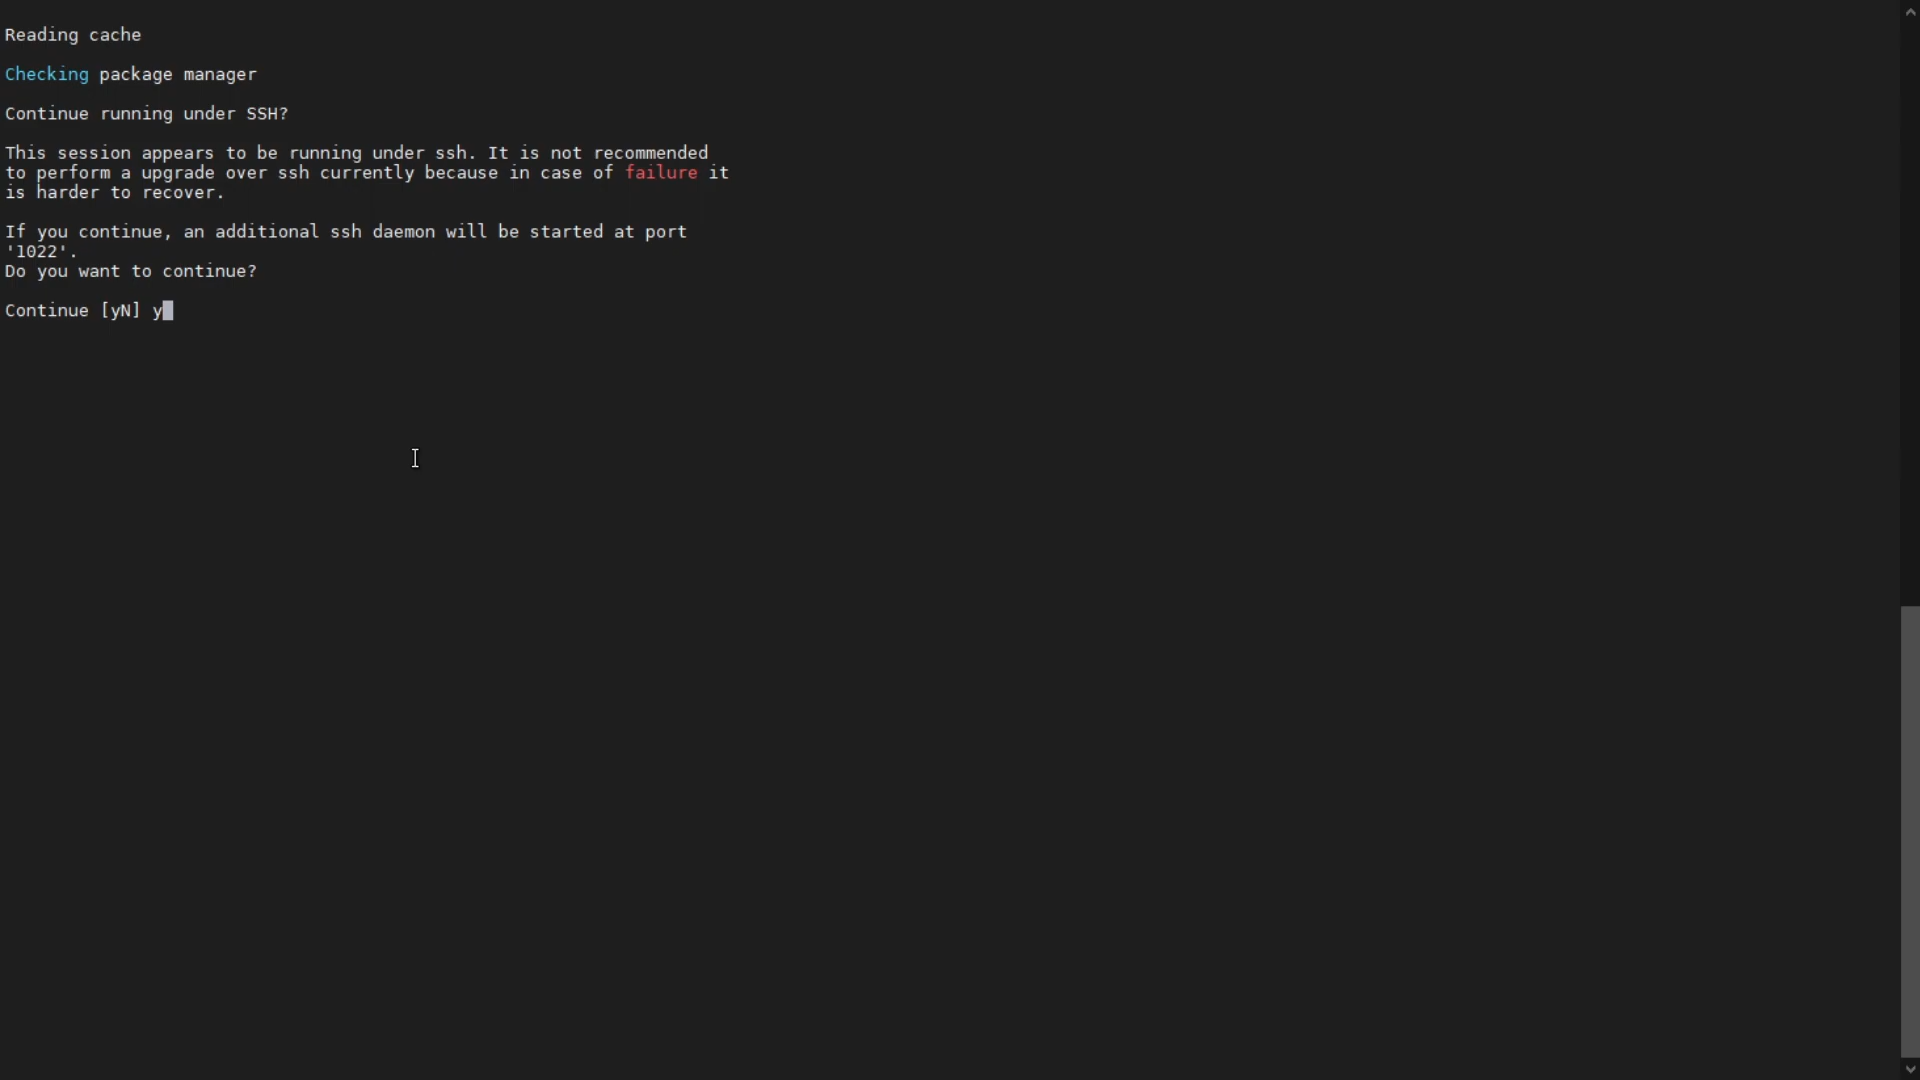 Reading cache
Checking package manager
Continue running under SSH?
This session appears to be running under ssh. It is not recommended
to perform a upgrade over ssh currently because in case of failure it
is harder to recover.
If you continue, an additional ssh daemon will be started at port
'1022'.
Do you want to continue?
Continue [yN] y